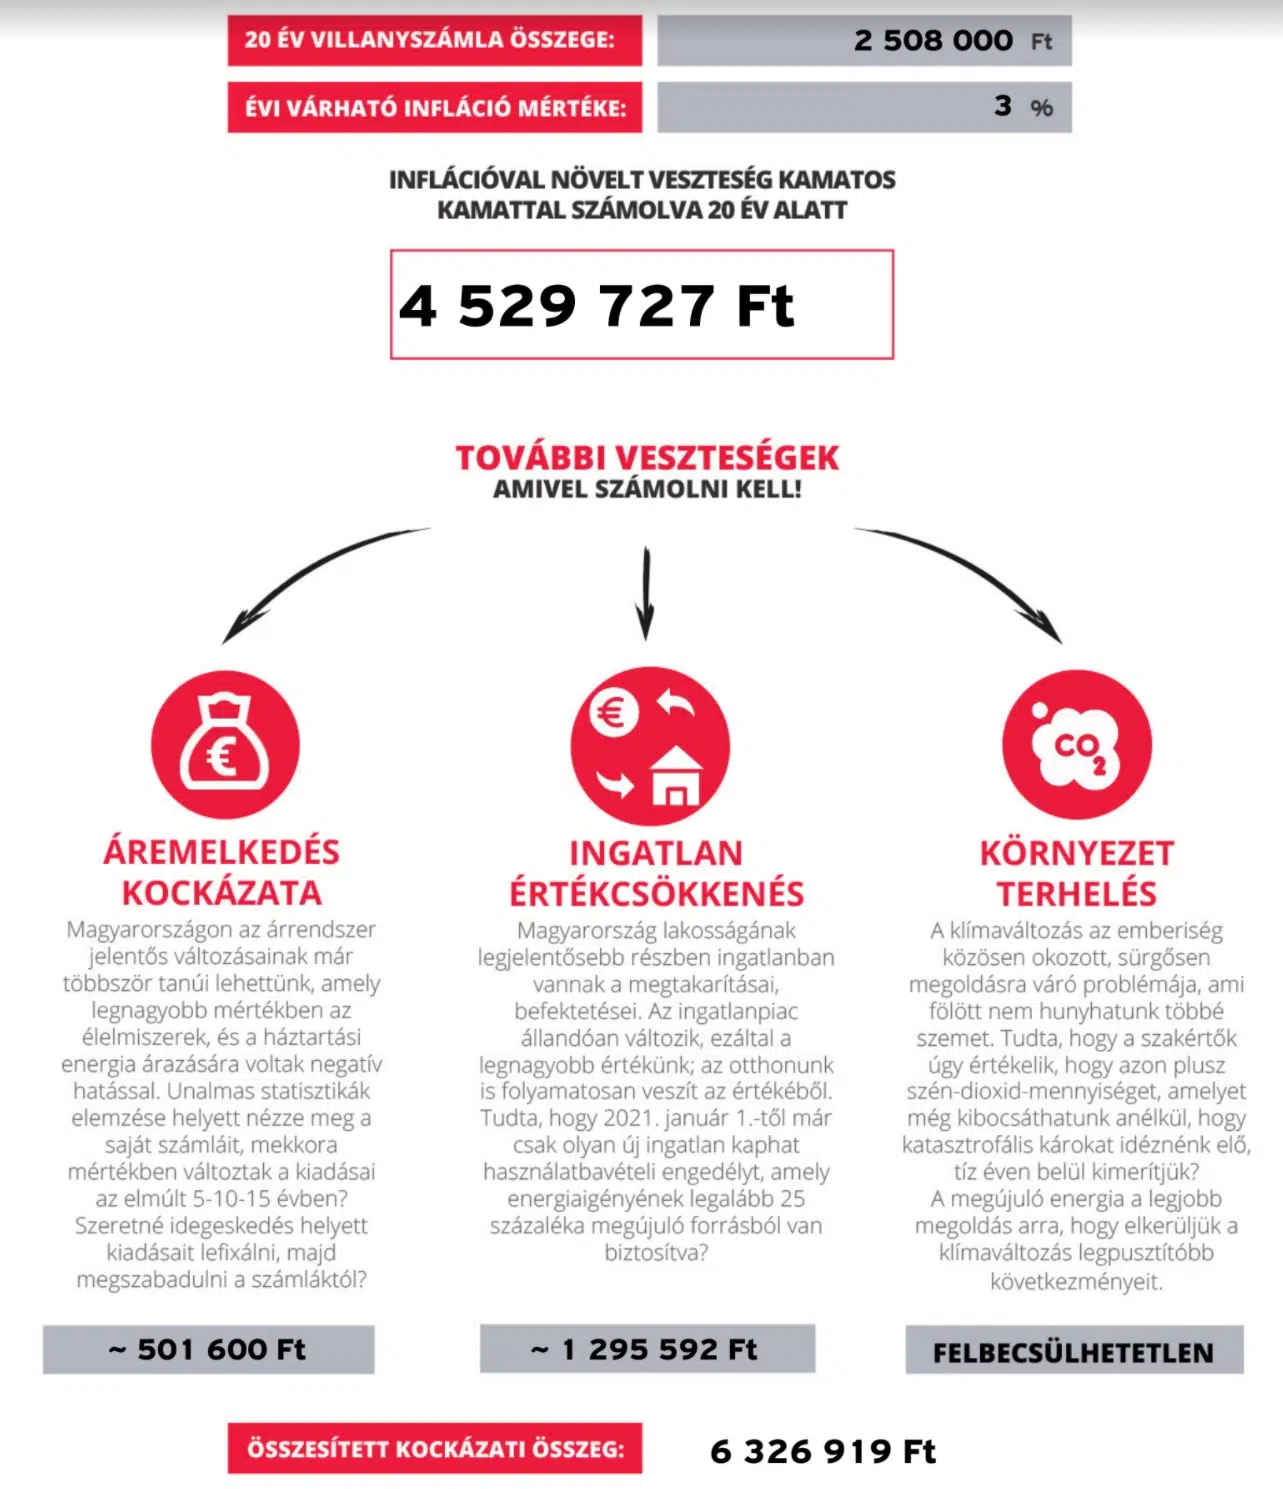 20 ÉV VILLANYSZÁMLA ÖSSZEGE: 2 508 000 Ft
ÉVI VÁRHATÓ INFLÁCIÓ MÉRTÉKE: 3 %
INFLÁCIÓVAL NÖVELT VESZTESÉG KAMATOS
KAMATTAL SZÁMOLVA 20 ÉV ALATT
4 529 727 Ft
TOVÁBBI VESZTESÉGEK
AMIVEL SZÁMOLNI KELL!
€
ÁREMELKEDÉS
KOCKÁZATA
Magyarországon az árrendszer
jelentős változásainak már
többször tanúi lehettünk, amely
legnagyobb mértékben az
élelmiszerek, és a háztartási
energia árazására voltak negatív
hatással. Unalmas statisztikák
elemzése helyett nézze meg a
saját számláit, mekkora
mértékben változtak a kiadásai
az elmúlt 5-10-15 évben?
Szeretné idegeskedés helyett
kiadásait lefixálni, majd
megszabadulni a számláktól?
~ 501 600 Ft
€
INGATLAN
ÉRTÉKCSÖKKENÉS
Magyarország lakosságának
legjelentősebb részben ingatlanban
vannak a megtakarításai,
befektetései. Az ingatlanpiac
állandóan változik, ezáltal a
legnagyobb értékünk; az otthonunk
is folyamatosan veszít az értékéből.
Tudta, hogy 2021. január 1.-től már
csak olyan új ingatlan kaphat
használatbavételi engedélyt, amely
energiaigényének legalább 25
százaléka megújuló forrásból van
biztosítva?
~ 1 295 592 Ft
CO2
KÖRNYEZET
TERHELÉS
A klímaváltozás az emberiség
közösen okozott, sürgősen
megoldásra váró problémája, ami
fölött nem hunyhatunk többé
szemet. Tudta, hogy a szakértők
úgy értékelik, hogy azon plusz
szén-dioxid-mennyiséget, amelyet
még kibocsáthatunk anélkül, hogy
katasztrofális károkat idéznénk elő,
tíz éven belül kimerítjük?
A megújuló energia a legjobb
megoldás arra, hogy elkerüljük a
klímaváltozás legpusztítóbb
következményeit.
FELBECSÜLHETETLEN
ÖSSZESÍTETT KOCKÁZATI ÖSSZEG: 6 326 919 Ft